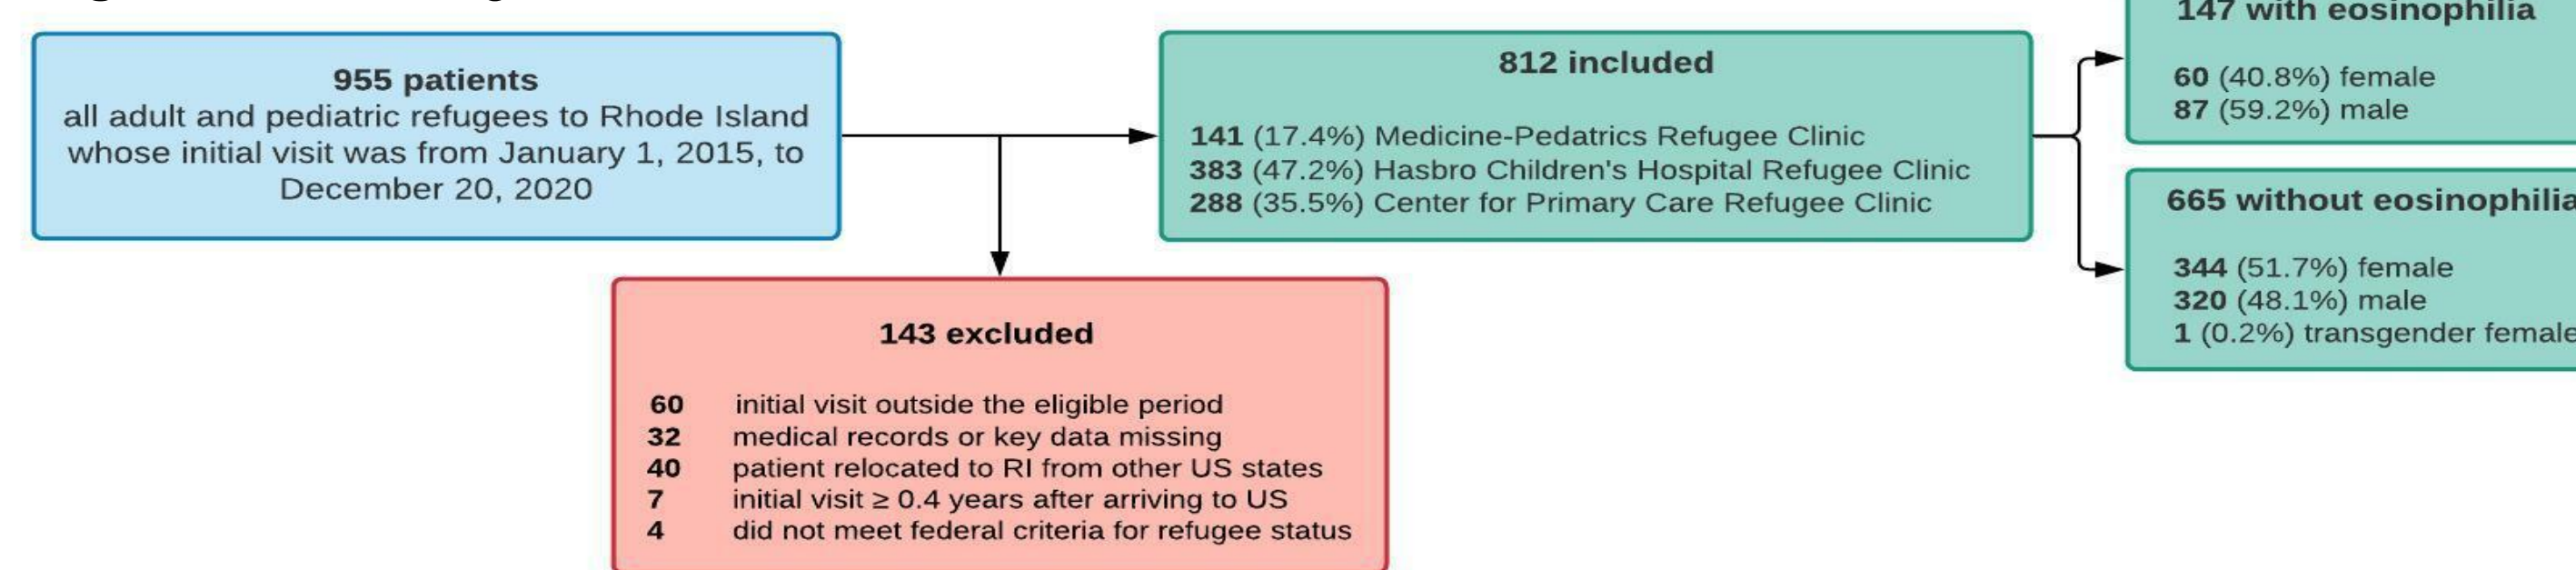 955 patients
all adult and pediatric refugees to Rhode Island
whose initial visit was from January 1, 2015, to
December 20, 2020
812 included
141 (17.4%) Medicine-Pedatrics Refugee Clinic
383 (47.2%) Hasbro Children's Hospital Refugee Clinic
288 (35.5%) Center for Primary Care Refugee Clinic
147 with eosinophilia
60 (40.8%) female
87 (59.2%) male
665 without eosinophilia
344 (51.7%) female
320 (48.1%) male
1 (0.2%) transgender female
143 excluded
60 initial visit outside the eligible period
32 medical records or key data missing
40 patient relocated to RI from other US states
7 initial visit ≥ 0.4 years after arriving to US
4 did not meet federal criteria for refugee status